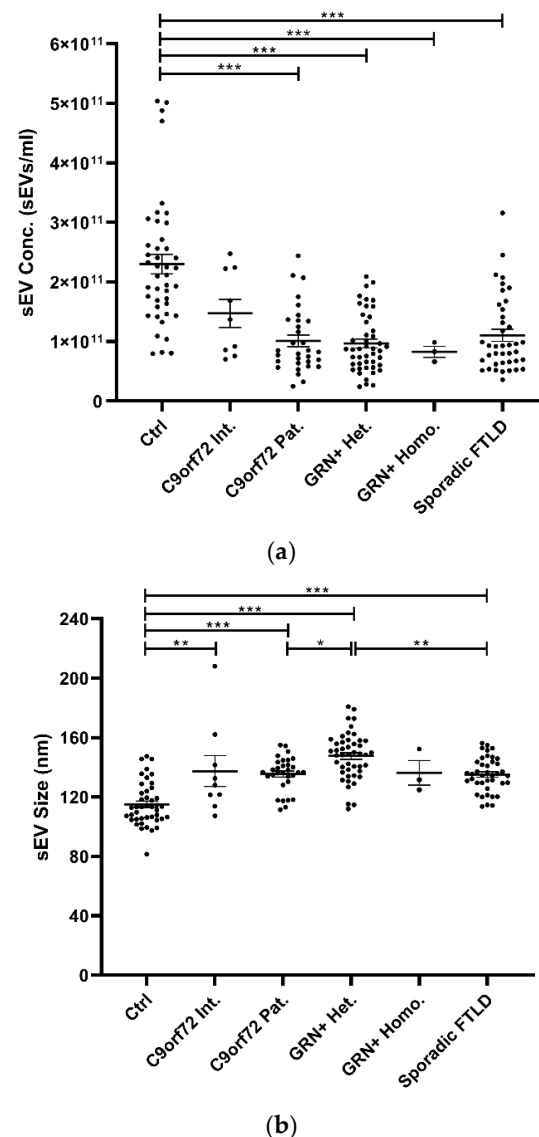 ***
***
***
***
6×10¹¹
5×10¹¹
4×10¹¹
3×10¹¹
2×10¹¹
1×10¹¹
0
sEV Conc. (sEVs/ml)
Ctrl
C9orf72 Int.
C9orf72 Pat.
GRN+ Het.
GRN+ Homo.
Sporadic FTLD
(a)
***
***
***
** * **
240
200
160
120
80
40
0
sEV Size (nm)
Ctrl
C9orf72 Int.
C9orf72 Pat.
GRN+ Het.
GRN+ Homo.
Sporadic FTLD
(b)